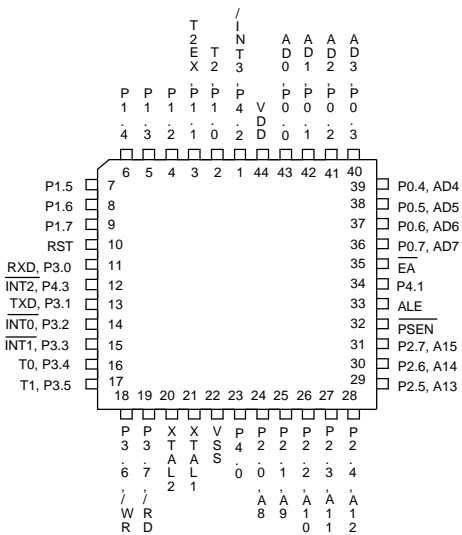 P1.4
P1.3
P1.2
T2EX, P1.1
T2, P1.0
/INT3, P4.2
VDD
AD0, P0.0
AD1, P0.1
AD2, P0.2
AD3, P0.3
6 5 4 3 2 1 44 43 42 41 40
P1.5 7
P1.6 8
P1.7 9
RST 10
RXD, P3.0 11
INT2, P4.3 12
TXD, P3.1 13
INT0, P3.2 14
INT1, P3.3 15
T0, P3.4 16
T1, P3.5 17
39 P0.4, AD4
38 P0.5, AD5
37 P0.6, AD6
36 P0.7, AD7
35 EA
34 P4.1
33 ALE
32 PSEN
31 P2.7, A15
30 P2.6, A14
29 P2.5, A13
18 19 20 21 22 23 24 25 26 27 28
P3.6, /WR
P3.7, /RD
XTAL2
XTAL1
VSS
P4.0
P2.0, A8
P2.1, A9
P2.2, A10
P2.3, A11
P2.4, A12